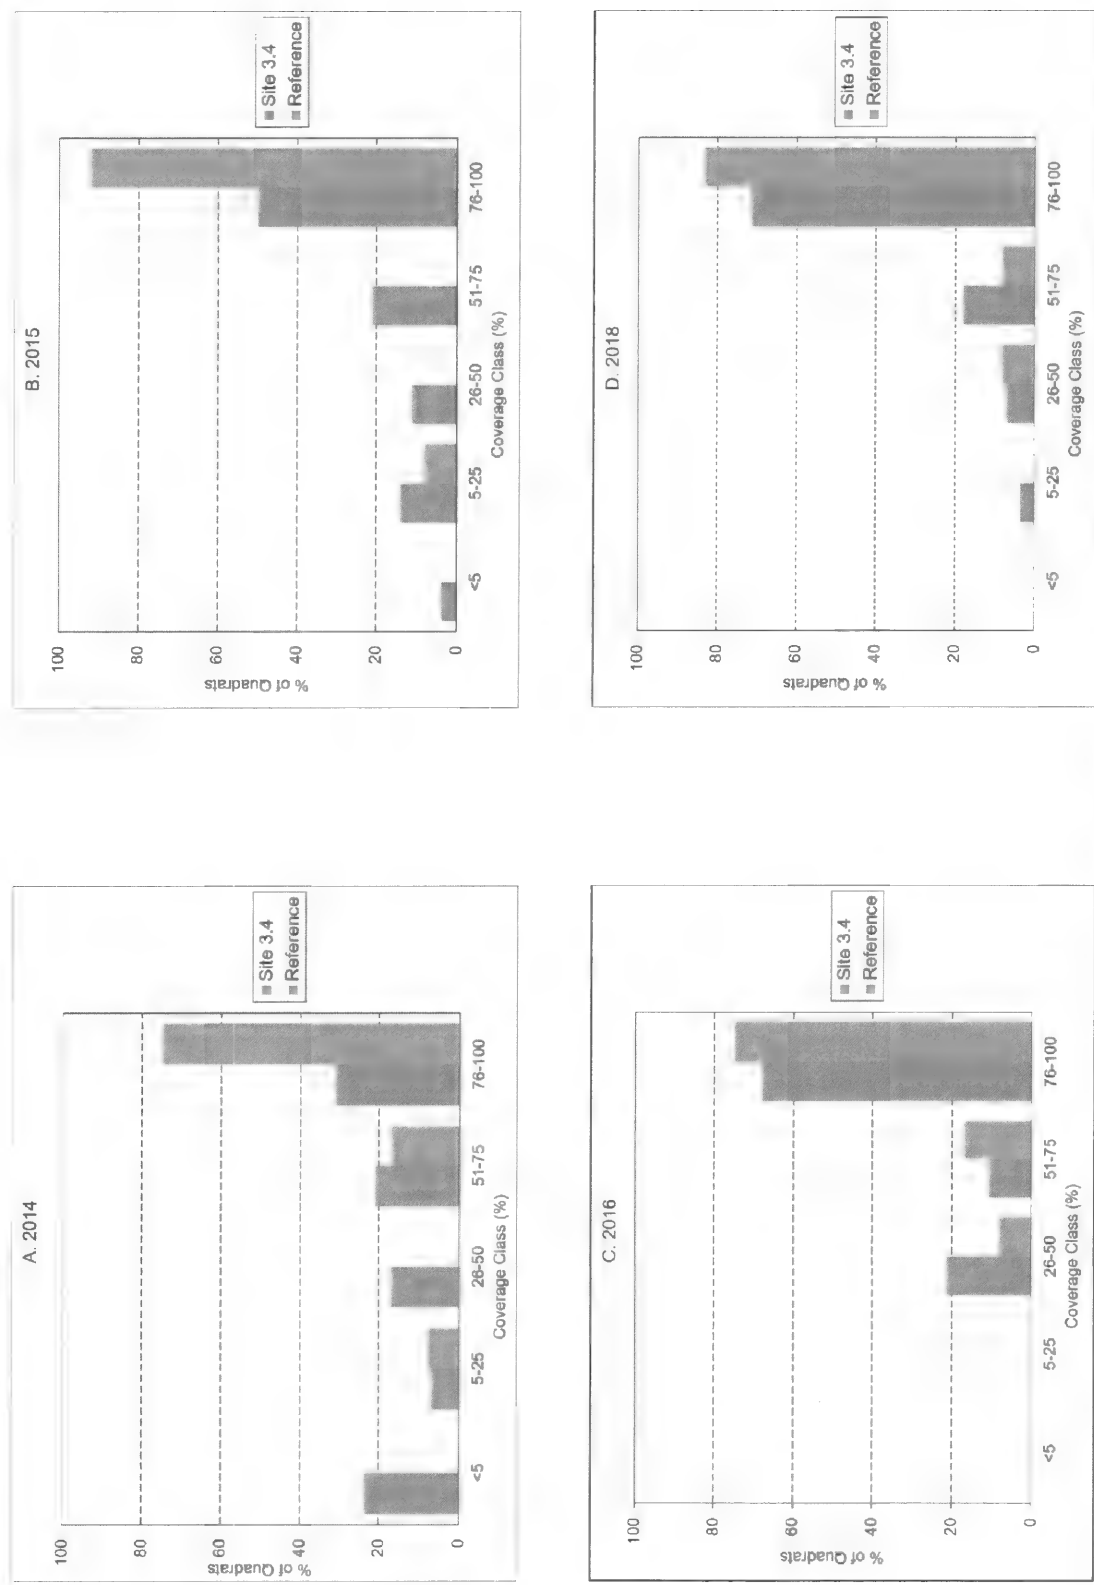 A. 2014
100
80
60
40
20
0
% of Quadrats
<5
5-25
26-50
51-75
76-100
Coverage Class (%)
Site 3.4
Reference
B. 2015
100
80
60
40
20
0
% of Quadrats
<5
5-25
26-50
51-75
76-100
Coverage Class (%)
Site 3.4
Reference
C. 2016
100
80
60
40
20
0
% of Quadrats
<5
5-25
26-50
51-75
76-100
Coverage Class (%)
Site 3.4
Reference
D. 2018
100
80
60
40
20
0
% of Quadrats
<5
5-25
26-50
51-75
76-100
Coverage Class (%)
Site 3.4
Reference